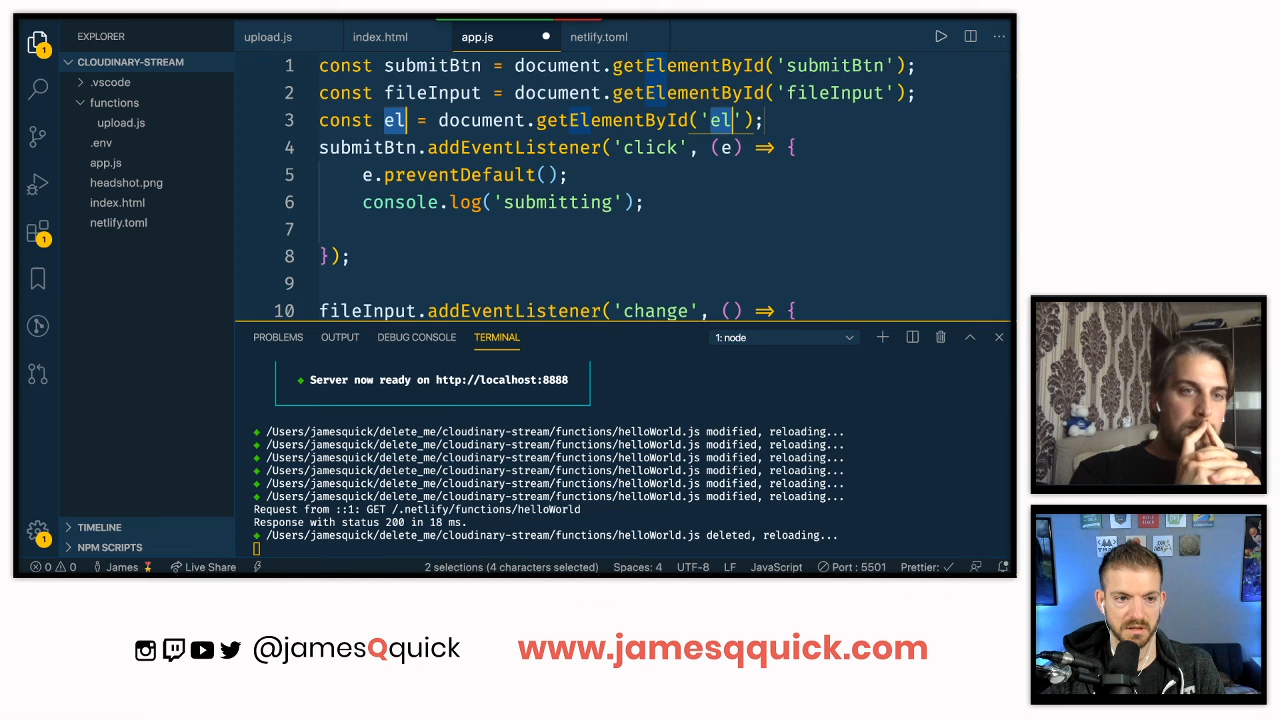 EXPLORER
CLOUDINARY-STREAM
.vscode
functions
upload.js
.env
app.js
headshot.png
index.html
netlify.toml
TIMELINE
NPM SCRIPTS
upload.js index.html app.js netlify.toml
1 const submitBtn = document.getElementById('submitBtn');
2 const fileInput = document.getElementById('fileInput');
3 const el = document.getElementById('el');
4 submitBtn.addEventListener('click', (e) => {
5 e.preventDefault();
6 console.log('submitting');
7
8 });
9
10 fileInput.addEventListener('change', () => {
PROBLEMS OUTPUT DEBUG CONSOLE TERMINAL 1: node
Server now ready on http://localhost:8888
/Users/jamesquick/delete_me/cloudinary-stream/functions/helloWorld.js modified, reloading...
/Users/jamesquick/delete_me/cloudinary-stream/functions/helloWorld.js modified, reloading...
/Users/jamesquick/delete_me/cloudinary-stream/functions/helloWorld.js modified, reloading...
/Users/jamesquick/delete_me/cloudinary-stream/functions/helloWorld.js modified, reloading...
/Users/jamesquick/delete_me/cloudinary-stream/functions/helloWorld.js modified, reloading...
/Users/jamesquick/delete_me/cloudinary-stream/functions/helloWorld.js modified, reloading...
Request from ::1: GET /.netlify/functions/helloWorld
Response with status 200 in 18 ms.
/Users/jamesquick/delete_me/cloudinary-stream/functions/helloWorld.js deleted, reloading...
1
1
1
0 0 James Live Share 2 selections (4 characters selected) Spaces: 4 UTF-8 LF JavaScript Port : 5501 Prettier: ✓
@jamesQquick www.jamesqquick.com